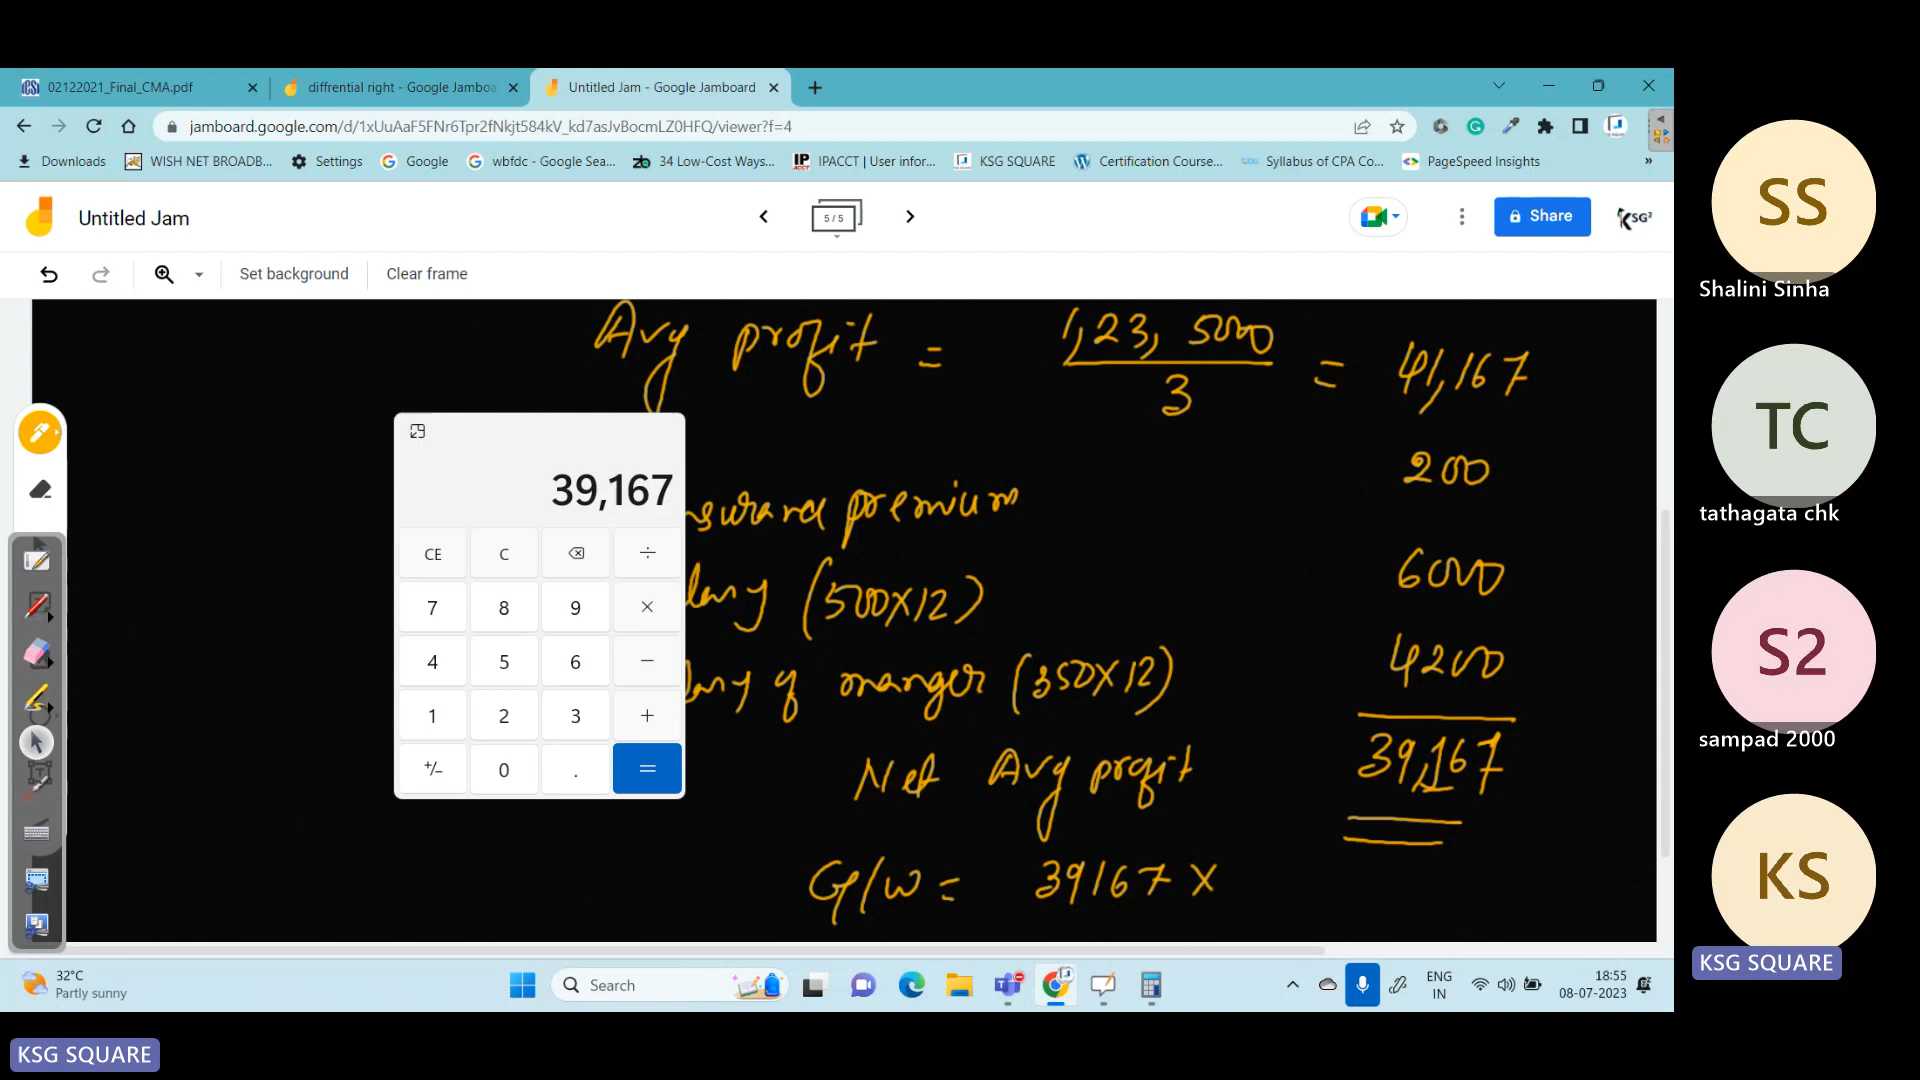 02122021_Final_CMA.pdf
diffrential right - Google Jamboa
Untitled Jam - Google Jamboard
jamboard.google.com/d/1xUuAaF5FNr6Tpr2fNkjt584kV_kd7asJvBocmLZ0HFQ/viewer?f=4
Downloads WISH NET BROADB... Settings Google wbfdc - Google Sea... 34 Low-Cost Ways... IPACCT | User infor... KSG SQUARE Certification Course... Syllabus of CPA Co... PageSpeed Insights »
Untitled Jam
5 / 5
Share
KSG²
Set background
Clear frame
Avg profit = 1,23, 5000
3
= 41,167
200
nsurance premium
6000
lary (500X12)
4200
lary of manger (350X12)
39,167
Net Avg profit
G/W = 39167 X
39,167
CE C ÷
7 8 9 ×
4 5 6 −
1 2 3 +
+/− 0 . =
SS
Shalini Sinha
TC
tathagata chk
S2
sampad 2000
KS
KSG SQUARE
32°C
Partly sunny
Search
ENG
IN
18:55
08-07-2023
KSG SQUARE